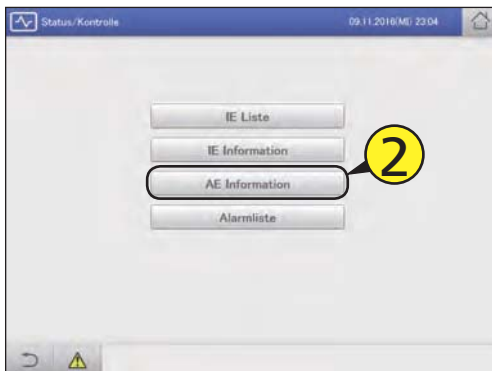 Status/Kontrolle 09.11.2016(MI) 23:04
IE Liste
IE Information
AE Information
2
Alarmliste